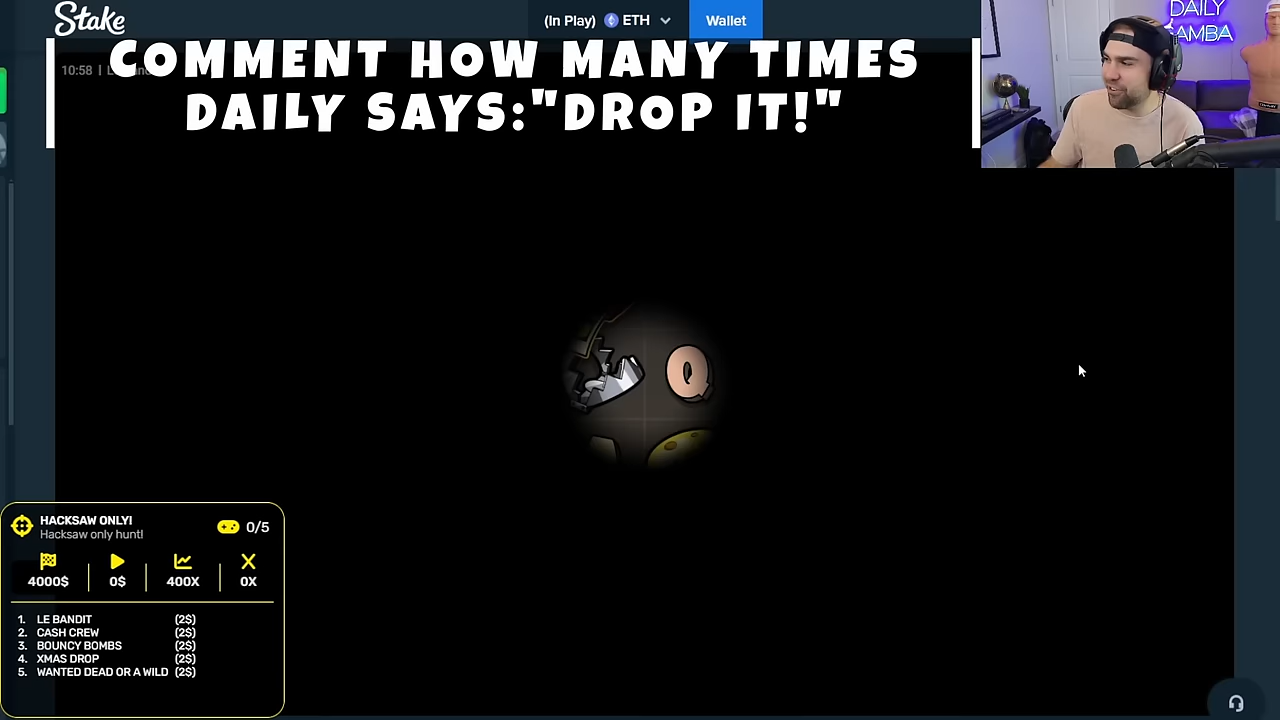 Stake
(In Play) ETH
Wallet
DAILY
GAMBA
10:58 |
COMMENT HOW MANY TIMES
DAILY SAYS:"DROP IT!"
Q
HACKSAW ONLY!
Hacksaw only hunt!
0/5
4000$ 0$ 400X 0X
1. LE BANDIT (2$)
2. CASH CREW (2$)
3. BOUNCY BOMBS (2$)
4. XMAS DROP (2$)
5. WANTED DEAD OR A WILD (2$)